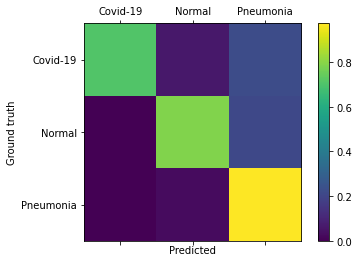 Covid-19 Normal Pneumonia
Covid-19
Normal
Pneumonia
Ground truth
Predicted
0.8
0.6
0.4
0.2
0.0